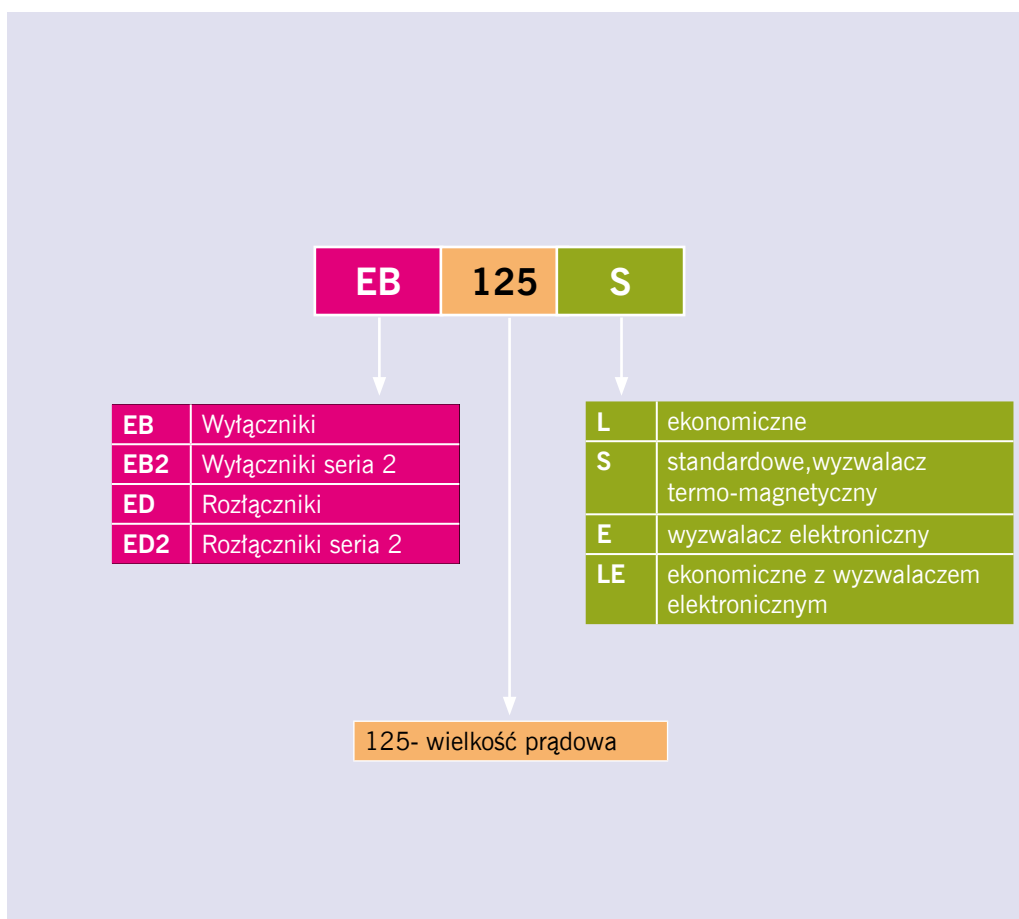 EB 125 S
EB Wyłączniki
EB2 Wyłączniki seria 2
ED Rozłączniki
ED2 Rozłączniki seria 2
L ekonomiczne
S standardowe,wyzwalacz
termo-magnetyczny
E wyzwalacz elektroniczny
LE ekonomiczne z wyzwalaczem
elektronicznym
125- wielkość prądowa